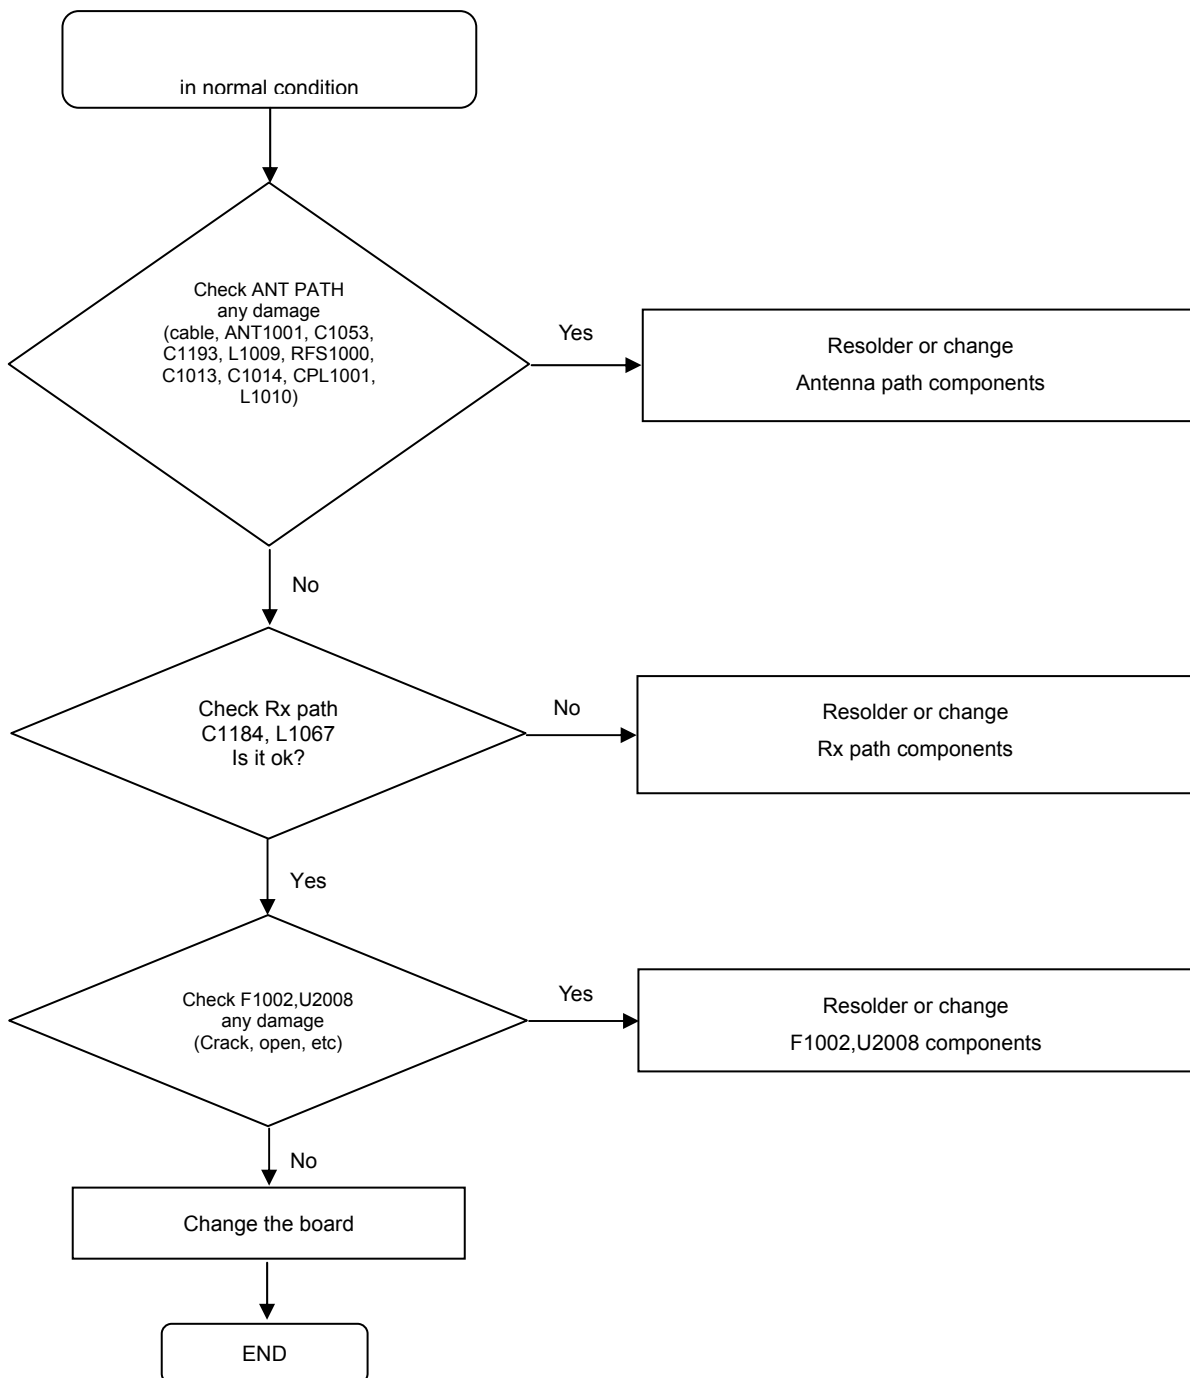 in normal condition
Check ANT PATH
any damage
(cable, ANT1001, C1053,
C1193, L1009, RFS1000,
C1013, C1014, CPL1001,
L1010)
Yes
Resolder or change
Antenna path components
No
Check Rx path
C1184, L1067
Is it ok?
No
Resolder or change
Rx path components
Yes
Check F1002,U2008
any damage
(Crack, open, etc)
Yes
Resolder or change
F1002,U2008 components
No
Change the board
END